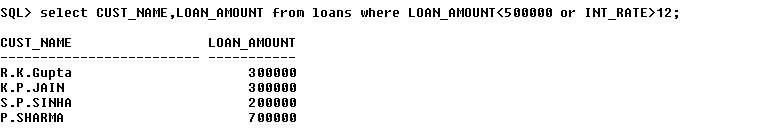 SQL> select CUST_NAME,LOAN_AMOUNT from loans where LOAN_AMOUNT<500000 or INT_RATE>12;
CUST_NAME LOAN_AMOUNT
------------------------- -----------
R.K.Gupta 300000
K.P.JAIN 300000
S.P.SINHA 200000
P.SHARMA 700000